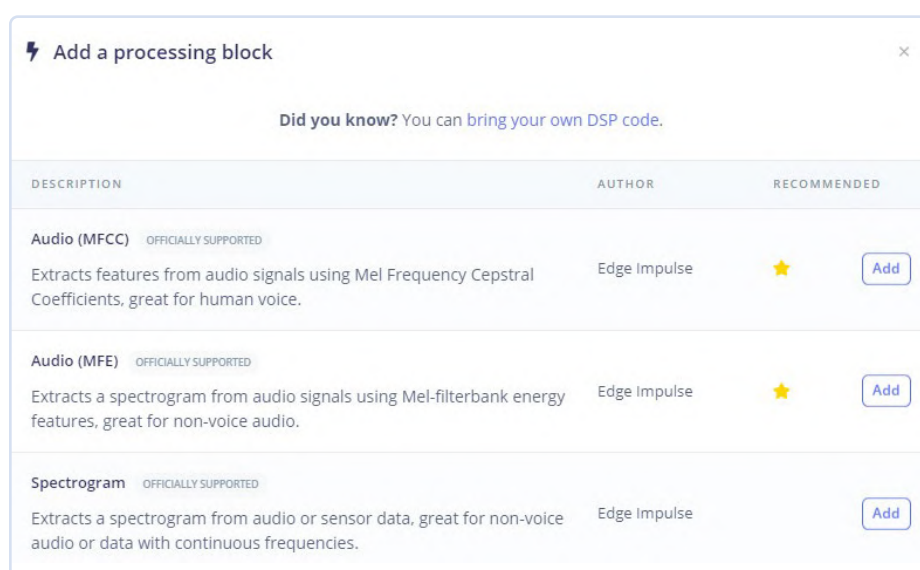 Add a processing block
×
Did you know? You can bring your own DSP code.
DESCRIPTION AUTHOR RECOMMENDED
Audio (MFCC) OFFICIALLY SUPPORTED
Extracts features from audio signals using Mel Frequency Cepstral
Coefficients, great for human voice.
Edge Impulse
Add
Audio (MFE) OFFICIALLY SUPPORTED
Extracts a spectrogram from audio signals using Mel-filterbank energy
features, great for non-voice audio.
Edge Impulse
Add
Spectrogram OFFICIALLY SUPPORTED
Extracts a spectrogram from audio or sensor data, great for non-voice
audio or data with continuous frequencies.
Edge Impulse
Add